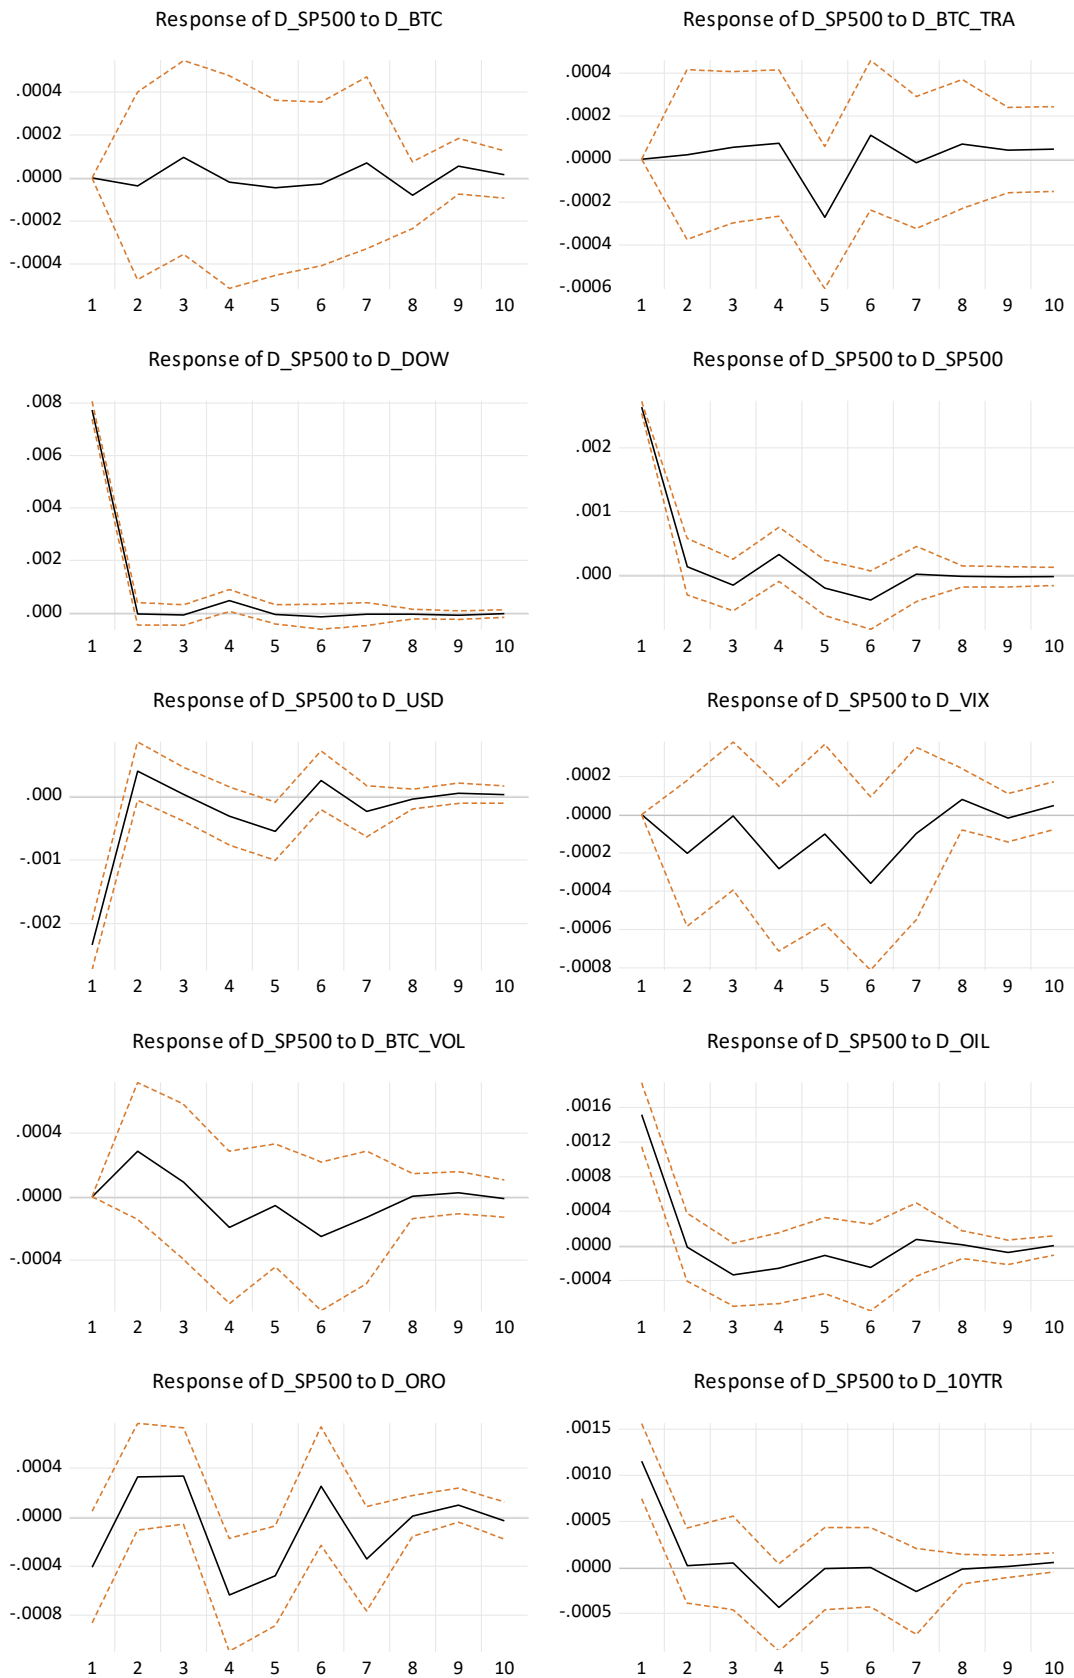 Response of D_SP500 to D_BTC
.0004
.0002
.0000
-.0002
-.0004
1 2 3 4 5 6 7 8 9 10
Response of D_SP500 to D_BTC_TRA
.0004
.0002
.0000
-.0002
-.0004
-.0006
1 2 3 4 5 6 7 8 9 10
Response of D_SP500 to D_DOW
.008
.006
.004
.002
.000
1 2 3 4 5 6 7 8 9 10
Response of D_SP500 to D_SP500
.002
.001
.000
1 2 3 4 5 6 7 8 9 10
Response of D_SP500 to D_USD
.000
-.001
-.002
1 2 3 4 5 6 7 8 9 10
Response of D_SP500 to D_VIX
.0002
.0000
-.0002
-.0004
-.0006
-.0008
1 2 3 4 5 6 7 8 9 10
Response of D_SP500 to D_BTC_VOL
.0004
.0000
-.0004
1 2 3 4 5 6 7 8 9 10
Response of D_SP500 to D_OIL
.0016
.0012
.0008
.0004
.0000
-.0004
1 2 3 4 5 6 7 8 9 10
Response of D_SP500 to D_ORO
.0004
.0000
-.0004
-.0008
1 2 3 4 5 6 7 8 9 10
Response of D_SP500 to D_10YTR
.0015
.0010
.0005
.0000
-.0005
1 2 3 4 5 6 7 8 9 10